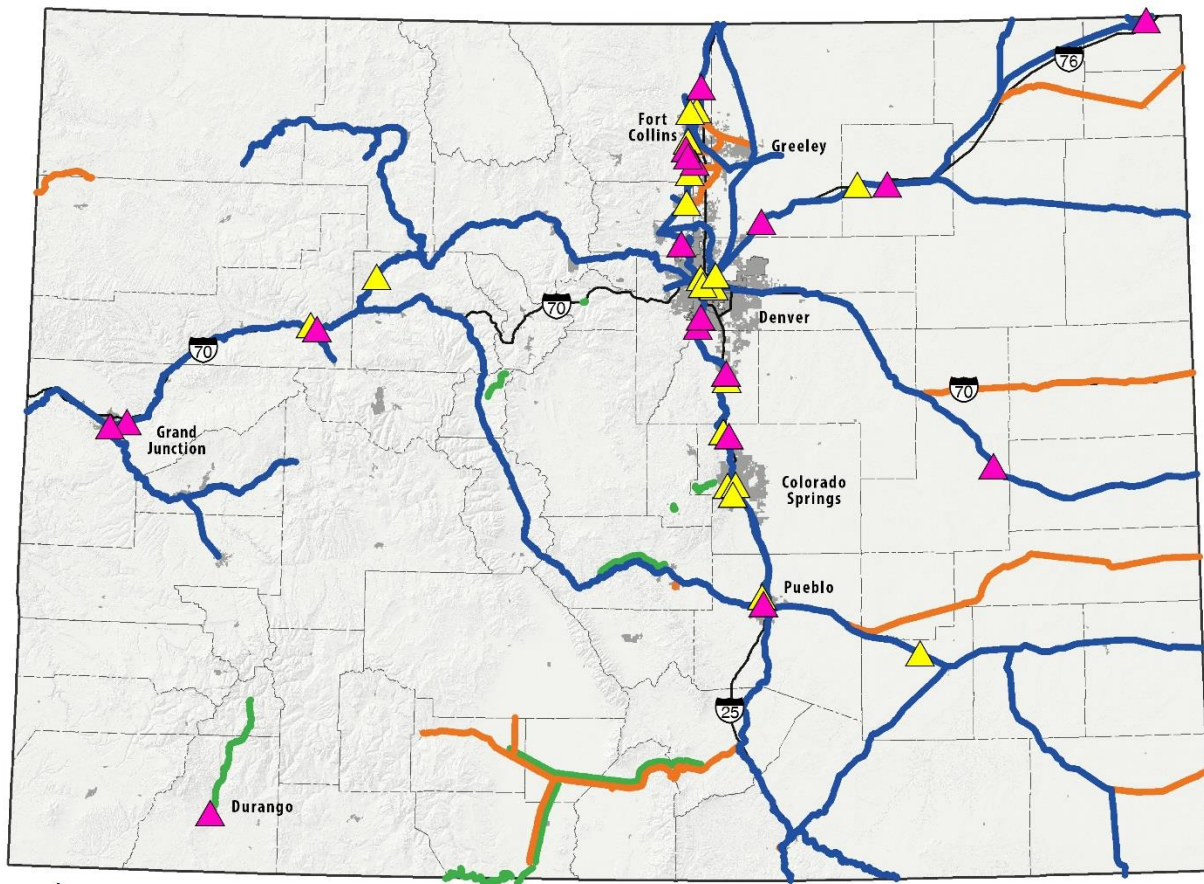 76
Fort
Collins
Greeley
70
Denver
70
70
Grand
Junction
Colorado
Springs
Pueblo
25
Durango